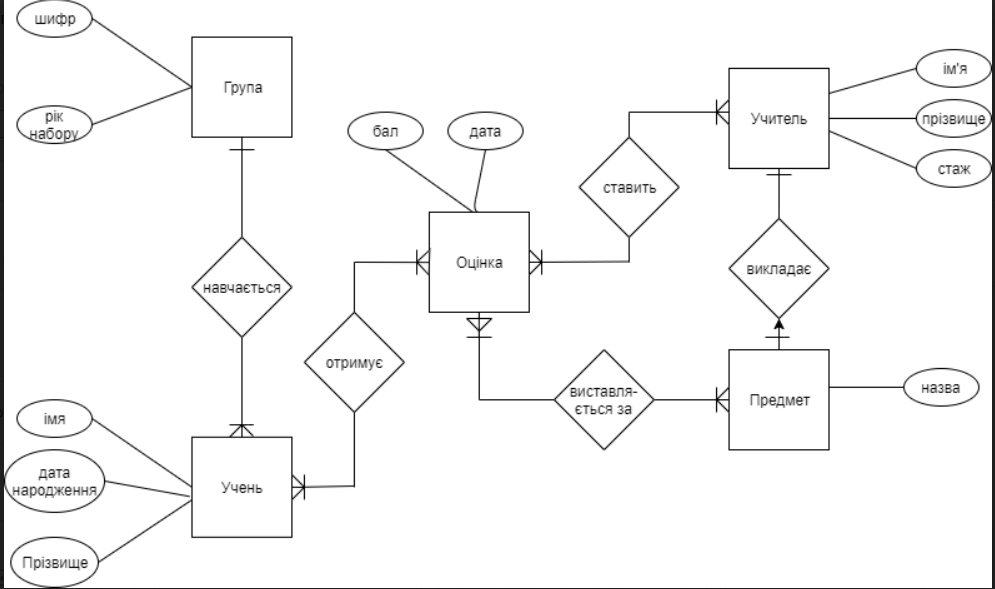 шифр
Група
рік
набору
бал
дата
ім'я
Учитель
прізвище
стаж
ставить
Оцінка
викладає
навчається
отримує
виставля-
ється за
Предмет
назва
імя
дата
народження
Учень
Прізвище